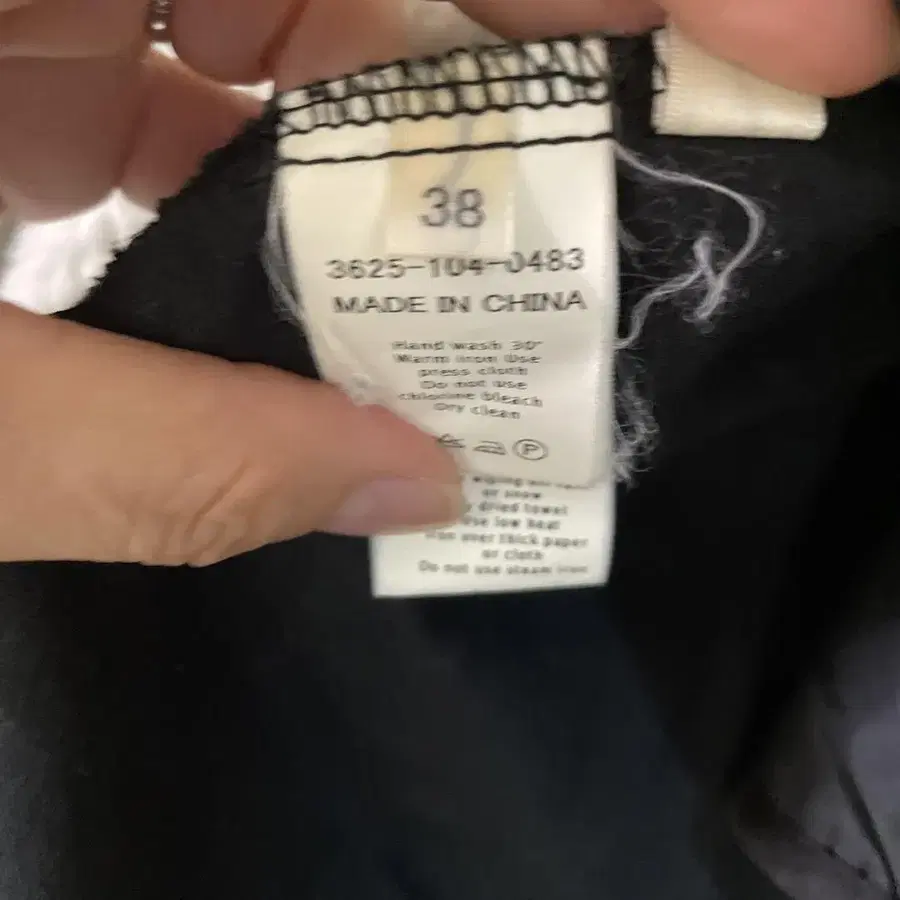 38
3625-104-0483
MADE IN CHINA
Hand wash 30°
Warm iron Use
press cloth
Do not use
chlorine bleach
Dry clean
P
or snow
dried towel
use low heat
iron over thick paper
or cloth
Do not use steam iron